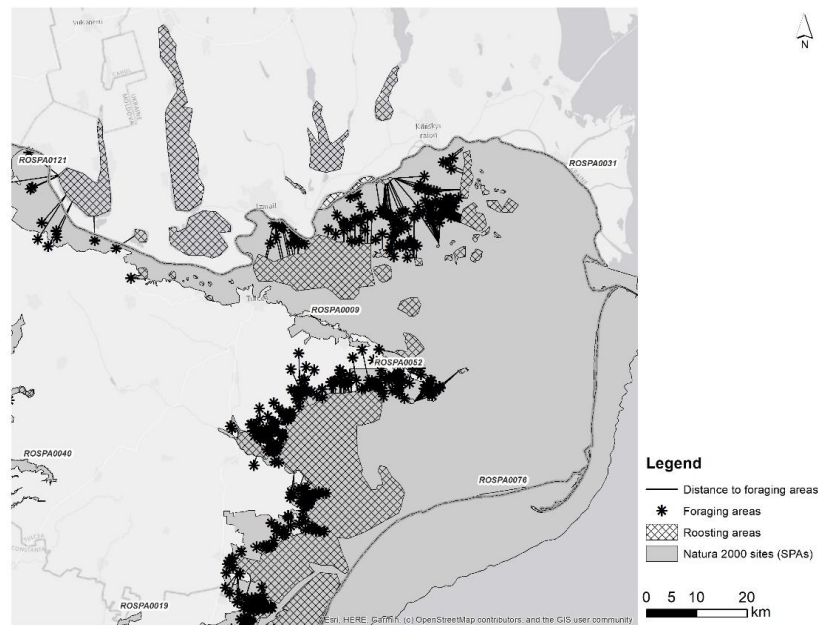 Izmail
ROSPA0121
ROSPA0031
ROSPA0009
ROSPA0052
ROSPA0040
ROSPA0076
ROSPA0019
N
Legend
Distance to foraging areas
Foraging areas
Roosting areas
Natura 2000 sites (SPAs)
0 5 10 20
km
Esri, HERE, Garmin, (c) OpenStreetMap contributors, and the GIS user community